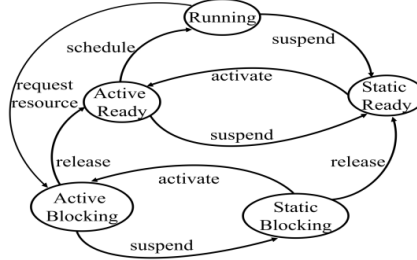 Running
schedule
suspend
request
resource
activate
Active
Ready
Static
Ready
suspend
release
activate
release
Active
Blocking
Static
Blocking
suspend